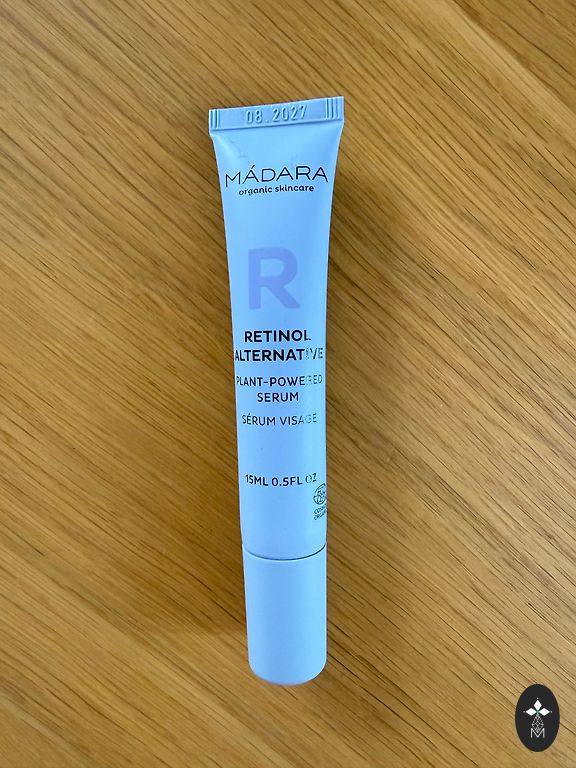 08.2027
MÁDARA
organic skincare
R
RETINOL
ALTERNATIVE
PLANT-POWERED
SERUM
SÉRUM VISAGE
15ML 0.5FL OZ
M